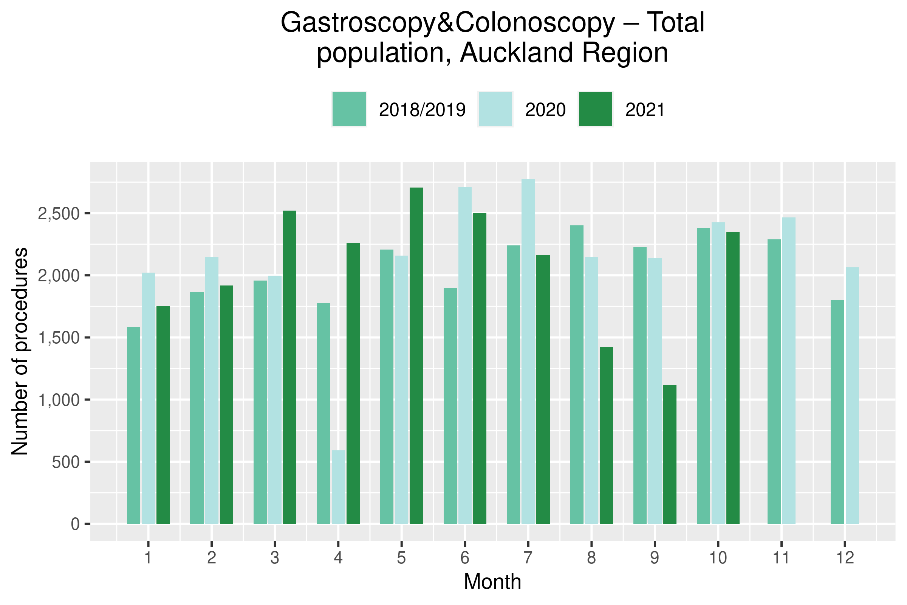 Gastroscopy&Colonoscopy – Total
population, Auckland Region
2018/2019 2020 2021
Number of procedures
2,500
2,000
1,500
1,000
500
0
1 2 3 4 5 6 7 8 9 10 11 12
Month